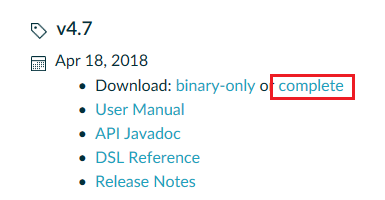 v4.7
Apr 18, 2018
Download: binary-only or complete
User Manual
API Javadoc
DSL Reference
Release Notes